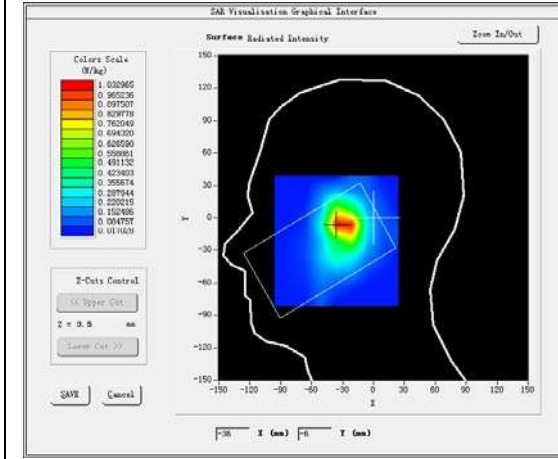 SAR Visualisation Graphical Interface
Surface Radiated Intensity
Zoom In/Out
Colors Scale
(W/kg)
1.032965
0.965236
0.897507
0.829778
0.762049
0.694320
0.626590
0.558861
0.491132
0.423403
0.355674
0.287944
0.220215
0.152486
0.084757
0.017028
Z-Cuts Control
<< Upper Cut
Z = 3.5 mm
Lower Cut >>
SAVE
Cancel
150
120
90
60
30
0
-30
-60
-90
-120
-150
Y
-150 -120 -90 -60 -30 0 30 60 90 120 150
X
-36 X (mm) -6 Y (mm)